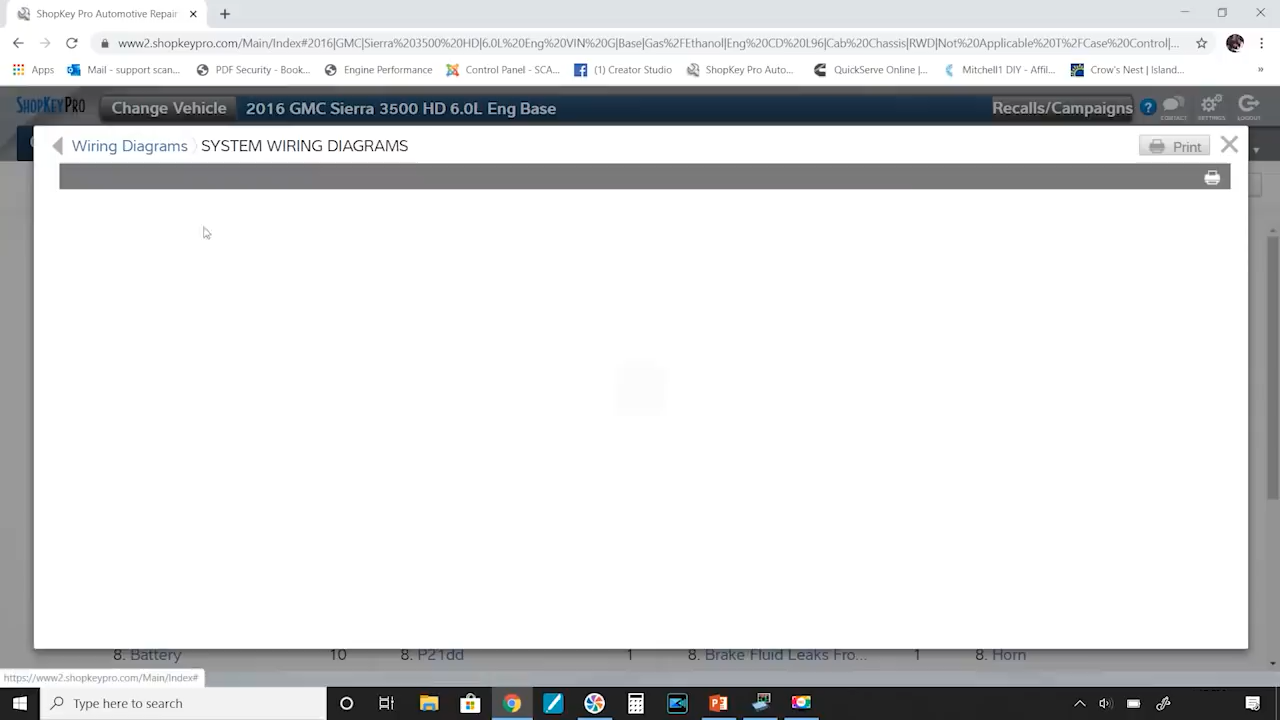 ShopKey Pro Automotive Repair
www2.shopkeypro.com/Main/Index#2016|GMC|Sierra%203500%20HD|6.0L%20Eng%20VIN%20G|Base|Gas%2FEthanol|Eng%20CD%20L96|Cab%20Chassis|RWD|Not%20Applicable%20T%2FCase%20Control|...
Apps Mail - support scan... PDF Security - Book... Engine Performance Control Panel - SCA... (1) Creator Studio ShopKey Pro Auto... QuickServe Online |... Mitchell1 DIY - Affil... Crow's Nest | Island... »
SHOPKEYPRO Change Vehicle 2016 GMC Sierra 3500 HD 6.0L Eng Base Recalls/Campaigns ? CONTACT SETTINGS LOGOUT
Wiring Diagrams SYSTEM WIRING DIAGRAMS Print
8. Battery 10 8. P21dd 1 8. Brake Fluid Leaks Fro... 1 8. Horn
https://www2.shopkeypro.com/Main/Index#
Type here to search